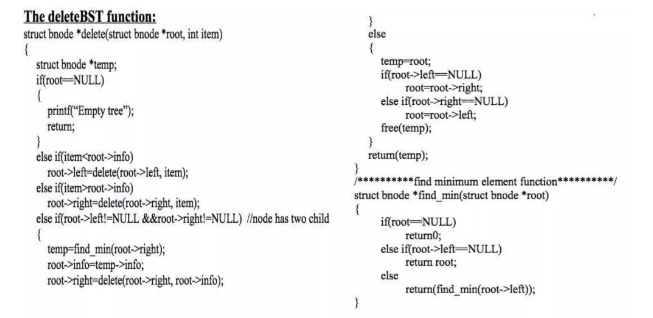 The deleteBST function:
struct bnode *delete(struct bnode *root, int item)
{
struct bnode *temp;
if(root==NULL)
{
printf(“Empty tree”);
return;
}
else if(item<root->info)
root->left=delete(root->left, item);
else if(item>root->info)
root->right=delete(root->right, item);
else if(root->left!=NULL &&root->right!=NULL) //node has two child
{
temp=find_min(root->right);
root->info=temp->info;
root->right=delete(root->right, root->info);
}
else
{
temp=root;
if(root->left==NULL)
root=root->right;
else if(root->right==NULL)
root=root->left;
free(temp);
}
return(temp);
}
/**********find minimum element function**********/
struct bnode *find_min(struct bnode *root)
{
if(root==NULL)
return0;
else if(root->left==NULL)
return root;
else
return(find_min(root->left));
}